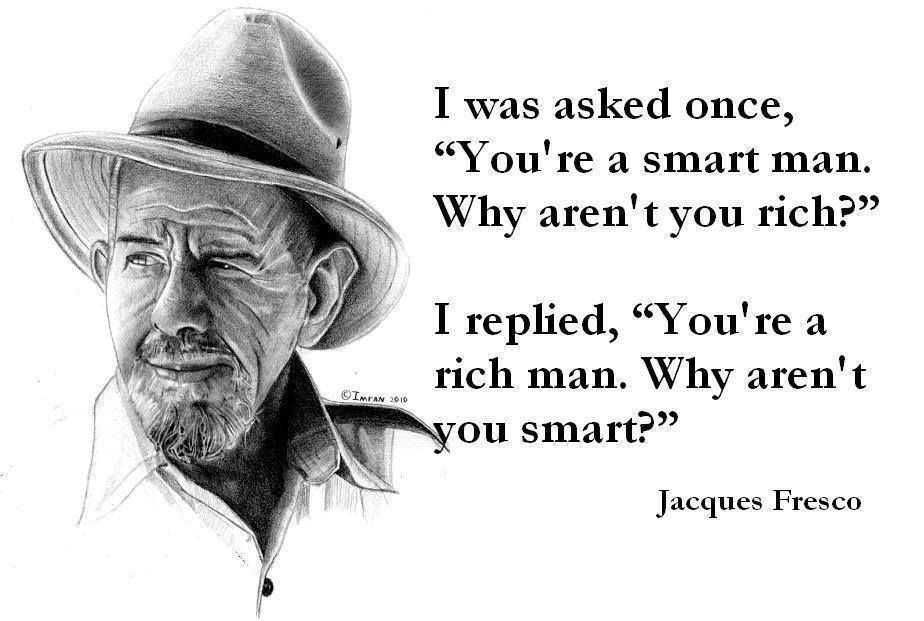 I was asked once,
“You're a smart man.
Why aren't you rich?”
I replied, “You're a
rich man. Why aren't
you smart?”
©IMRAN 2010
Jacques Fresco